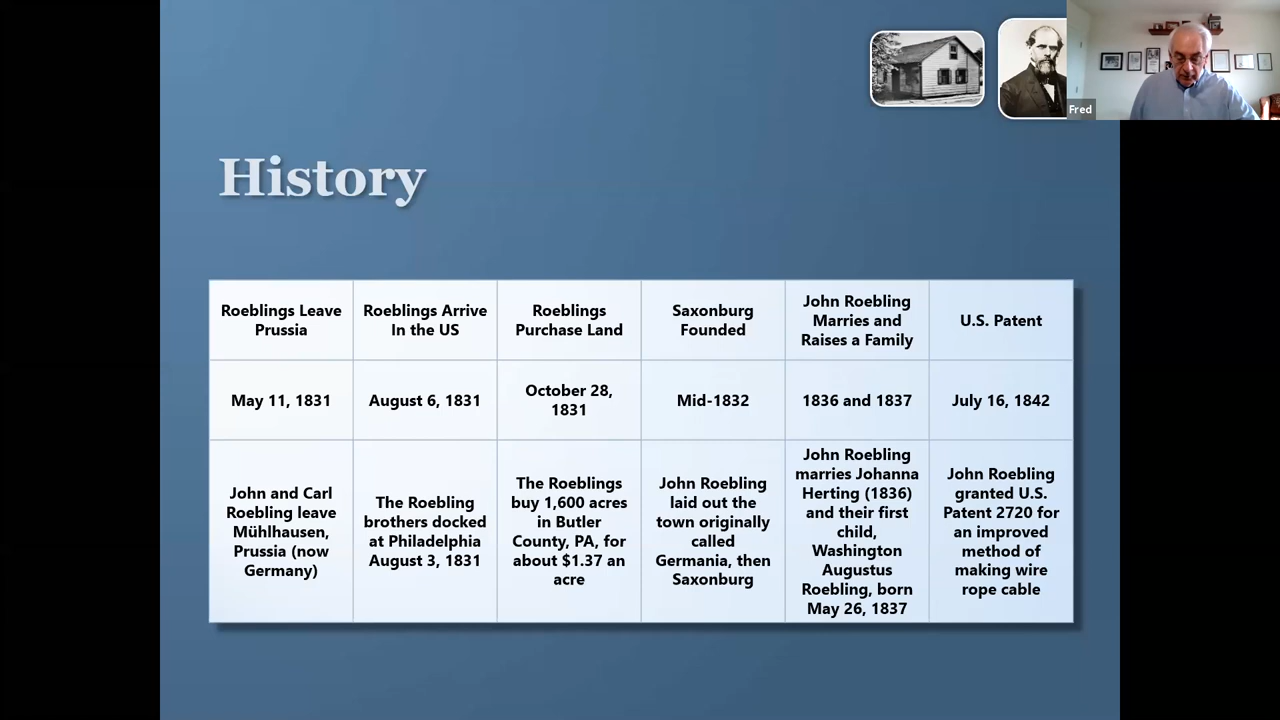 Fred
History
Roeblings Leave
Prussia
Roeblings Arrive
In the US
Roeblings
Purchase Land
Saxonburg
Founded
John Roebling
Marries and
Raises a Family
U.S. Patent
May 11, 1831
August 6, 1831
October 28,
1831
Mid-1832
1836 and 1837
July 16, 1842
John and Carl
Roebling leave
Mühlhausen,
Prussia (now
Germany)
The Roebling
brothers docked
at Philadelphia
August 3, 1831
The Roeblings
buy 1,600 acres
in Butler
County, PA, for
about $1.37 an
acre
John Roebling
laid out the
town originally
called
Germania, then
Saxonburg
John Roebling
marries Johanna
Herting (1836)
and their first
child,
Washington
Augustus
Roebling, born
May 26, 1837
John Roebling
granted U.S.
Patent 2720 for
an improved
method of
making wire
rope cable